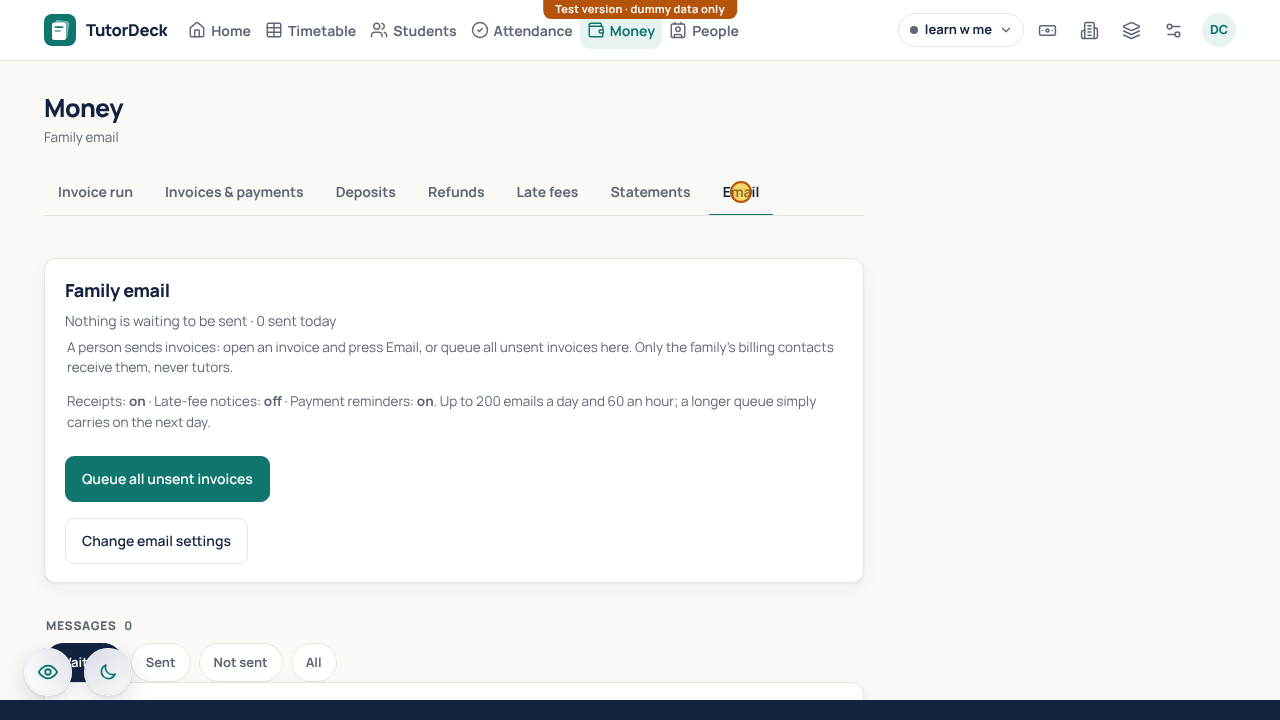 Test version · dummy data only
TutorDeck Home Timetable Students Attendance Money People learn w me DC
Money
Family email
Invoice run Invoices & payments Deposits Refunds Late fees Statements Email
Family email
Nothing is waiting to be sent · 0 sent today
A person sends invoices: open an invoice and press Email, or queue all unsent invoices here. Only the family's billing contacts
receive them, never tutors.
Receipts: on · Late-fee notices: off · Payment reminders: on. Up to 200 emails a day and 60 an hour; a longer queue simply
carries on the next day.
Queue all unsent invoices
Change email settings
MESSAGES 0
Sent Not sent All